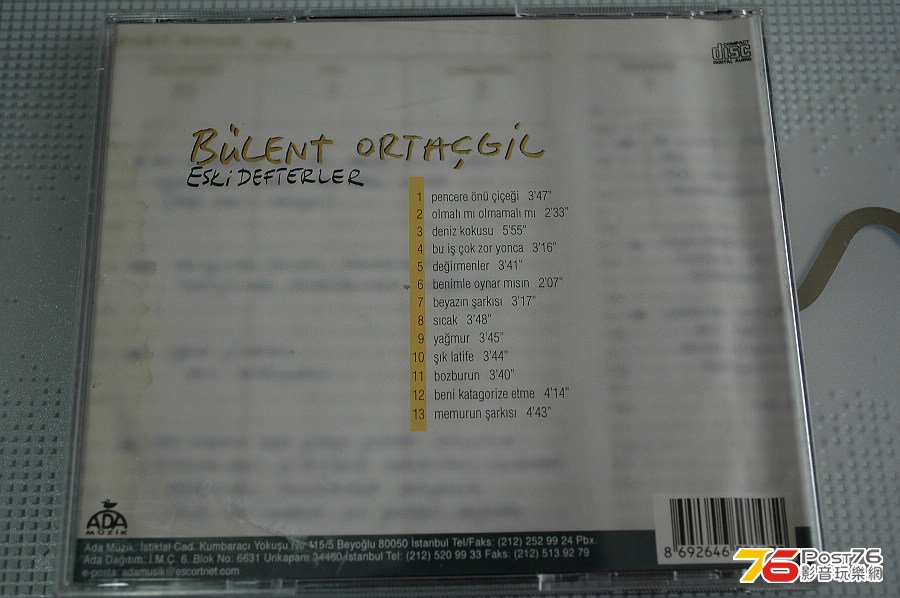 COMPACT
disc
DIGITAL AUDIO
BÜLENT ORTAÇGİL
ESKİ DEFTERLER
1 pencere önü çiçeği 3'47"
2 olmalı mı olmamalı mı 2'33"
3 deniz kokusu 5'55"
4 bu iş çok zor yonca 3'16"
5 değirmenler 3'41"
6 benimle oynar mısın 2'07"
7 beyazın şarkısı 3'17"
8 sıcak 3'48"
9 yağmur 3'45"
10 şık latife 3'44"
11 bozburun 3'40"
12 beni katagorize etme 4'14"
13 memurun şarkısı 4'43"
ADA
MÜZİK
Ada Müzik. İstiklal Cad. Kumbaracı Yokuşu No 115/5 Beyoğlu 80050 İstanbul Tel/Faks: (212) 252 99 24 Pbx.
Ada Dağıtım: İ.M.Ç. 6. Blok No: 6631 Unkapanı 34460 İstanbul Tel: (212) 520 99 33 Faks: (212) 513 92 79
e-posta: adamusik@escortnet.com
8 692646
76 Post76
影音玩樂網